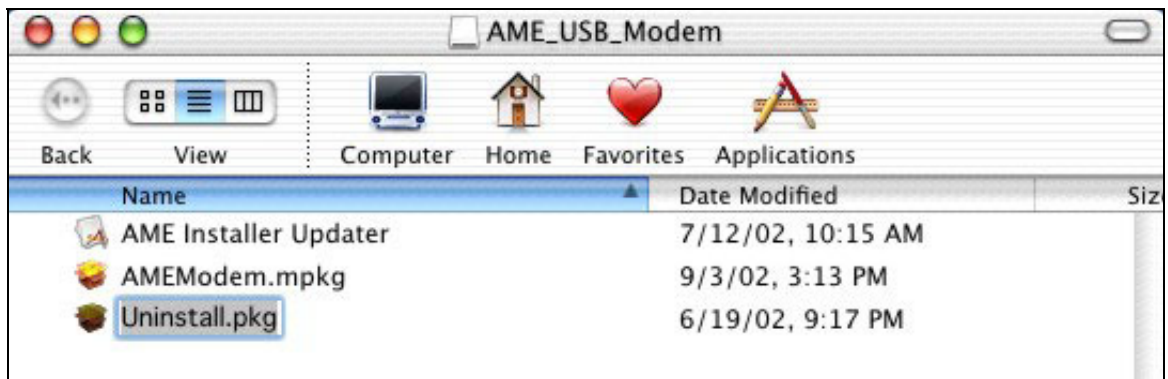 AME_USB_Modem
Back View Computer Home Favorites Applications
Name Date Modified Siz
AME Installer Updater 7/12/02, 10:15 AM
AMEModem.mpkg 9/3/02, 3:13 PM
Uninstall.pkg 6/19/02, 9:17 PM